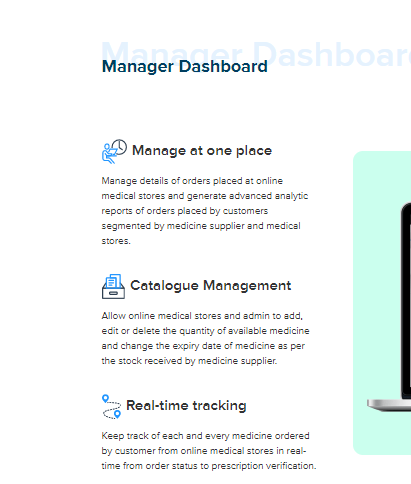 Manager Dashboard
Manager Dashboard
Manage at one place
Manage details of orders placed at online
medical stores and generate advanced analytic
reports of orders placed by customers
segmented by medicine supplier and medical
stores.
Catalogue Management
Allow online medical stores and admin to add,
edit or delete the quantity of available medicine
and change the expiry date of medicine as per
the stock received by medicine supplier.
Real-time tracking
Keep track of each and every medicine ordered
by customer from online medical stores in real-
time from order status to prescription verification.